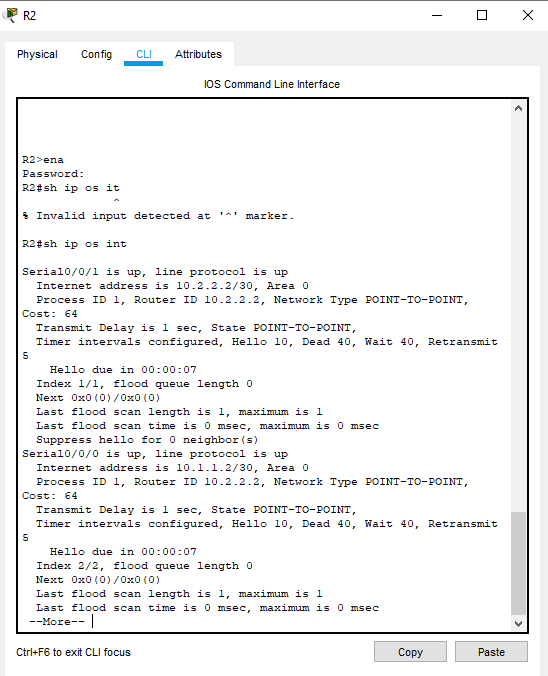 R2
Physical Config CLI Attributes
IOS Command Line Interface
R2>ena
Password:
R2#sh ip os it
^
% Invalid input detected at '^' marker.
R2#sh ip os int
Serial0/0/1 is up, line protocol is up
Internet address is 10.2.2.2/30, Area 0
Process ID 1, Router ID 10.2.2.2, Network Type POINT-TO-POINT,
Cost: 64
Transmit Delay is 1 sec, State POINT-TO-POINT,
Timer intervals configured, Hello 10, Dead 40, Wait 40, Retransmit
5
Hello due in 00:00:07
Index 1/1, flood queue length 0
Next 0x0(0)/0x0(0)
Last flood scan length is 1, maximum is 1
Last flood scan time is 0 msec, maximum is 0 msec
Suppress hello for 0 neighbor(s)
Serial0/0/0 is up, line protocol is up
Internet address is 10.1.1.2/30, Area 0
Process ID 1, Router ID 10.2.2.2, Network Type POINT-TO-POINT,
Cost: 64
Transmit Delay is 1 sec, State POINT-TO-POINT,
Timer intervals configured, Hello 10, Dead 40, Wait 40, Retransmit
5
Hello due in 00:00:07
Index 2/2, flood queue length 0
Next 0x0(0)/0x0(0)
Last flood scan length is 1, maximum is 1
Last flood scan time is 0 msec, maximum is 0 msec
--More--
Ctrl+F6 to exit CLI focus Copy Paste